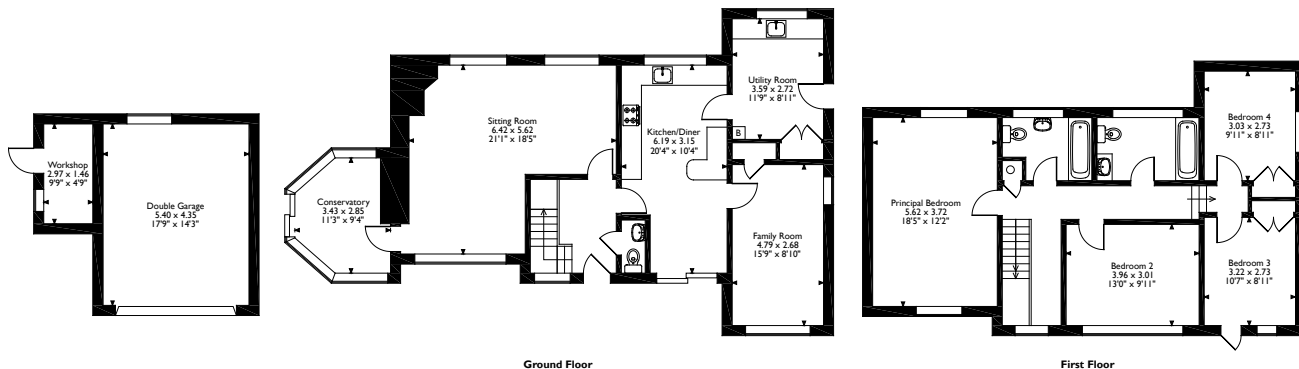 Workshop
2.97 x 1.46
9'9" x 4'9"
Double Garage
5.40 x 4.35
17'9" x 14'3"
Conservatory
3.43 x 2.85
11'3" x 9'4"
Sitting Room
6.42 x 5.62
21'1" x 18'5"
Kitchen/Diner
6.19 x 3.15
20'4" x 10'4"
Utility Room
3.59 x 2.72
11'9" x 8'11"
B
Family Room
4.79 x 2.68
15'9" x 8'10"
Ground Floor
Principal Bedroom
5.62 x 3.72
18'5" x 12'2"
Bedroom 4
3.03 x 2.73
9'11" x 8'11"
Bedroom 2
3.96 x 3.01
13'0" x 9'11"
Bedroom 3
3.22 x 2.73
10'7" x 8'11"
First Floor